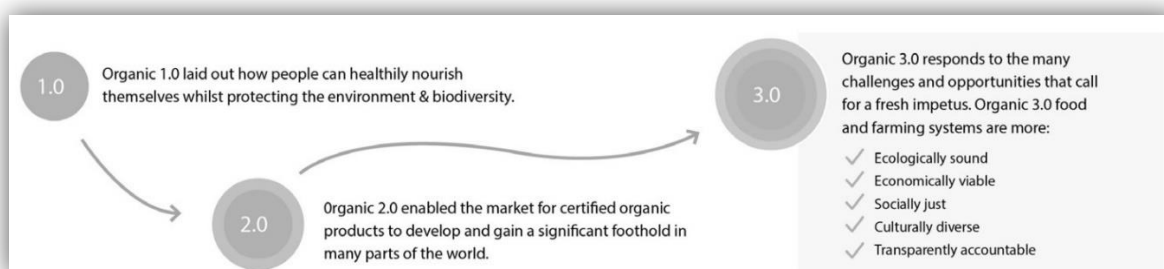 1.0
Organic 1.0 laid out how people can healthily nourish
themselves whilst protecting the environment & biodiversity.
2.0
0rganic 2.0 enabled the market for certified organic
products to develop and gain a significant foothold in
many parts of the world.
3.0
Organic 3.0 responds to the many
challenges and opportunities that call
for a fresh impetus. Organic 3.0 food
and farming systems are more:
Ecologically sound
Economically viable
Socially just
Culturally diverse
Transparently accountable